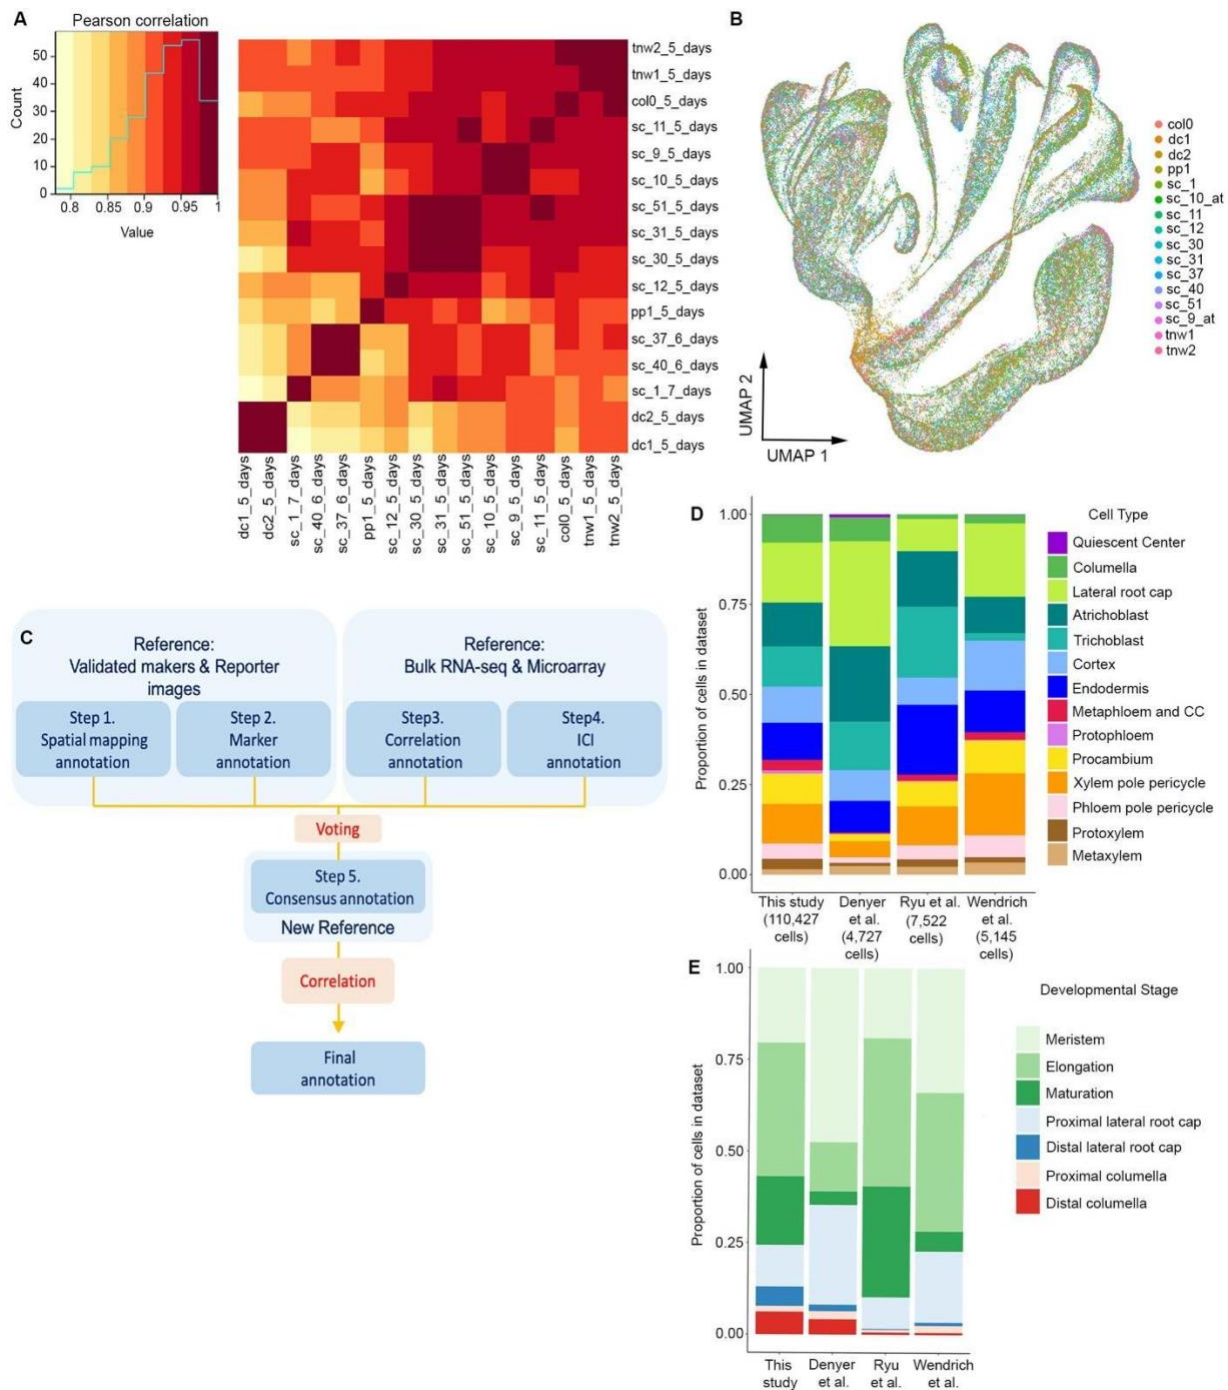 A
Pearson correlation
Count
50
40
30
20
10
0
0.8
0.85
0.9
0.95
1
Value
tnw2_5_days
tnw1_5_days
col0_5_days
sc_11_5_days
sc_9_5_days
sc_10_5_days
sc_51_5_days
sc_31_5_days
sc_30_5_days
sc_12_5_days
pp1_5_days
sc_37_6_days
sc_40_6_days
sc_1_7_days
dc2_5_days
dc1_5_days
dc1_5_days
dc2_5_days
sc_1_7_days
sc_40_6_days
sc_37_6_days
pp1_5_days
sc_12_5_days
sc_30_5_days
sc_31_5_days
sc_51_5_days
sc_10_5_days
sc_9_5_days
sc_11_5_days
col0_5_days
tnw1_5_days
tnw2_5_days
B
UMAP 2
UMAP 1
col0
dc1
dc2
pp1
sc_1
sc_10_at
sc_11
sc_12
sc_30
sc_31
sc_37
sc_40
sc_51
sc_9_at
tnw1
tnw2
C
Reference:
Validated makers & Reporter
images
Step 1.
Spatial mapping
annotation
Step 2.
Marker
annotation
Reference:
Bulk RNA-seq & Microarray
Step3.
Correlation
annotation
Step4.
ICI
annotation
Voting
Step 5.
Consensus annotation
New Reference
Correlation
Final
annotation
D
Proportion of cells in dataset
1.00
0.75
0.50
0.25
0.00
This study
(110,427
cells)
Denyer
et al.
(4,727
cells)
Ryu et al.
(7,522
cells)
Wendrich
et al.
(5,145
cells)
Cell Type
Quiescent Center
Columella
Lateral root cap
Atrichoblast
Trichoblast
Cortex
Endodermis
Metaphloem and CC
Protophloem
Procambium
Xylem pole pericycle
Phloem pole pericycle
Protoxylem
Metaxylem
E
Proportion of cells in dataset
1.00
0.75
0.50
0.25
0.00
This
study
Denyer
et al.
Ryu
et al.
Wendrich
et al.
Developmental Stage
Meristem
Elongation
Maturation
Proximal lateral root cap
Distal lateral root cap
Proximal columella
Distal columella